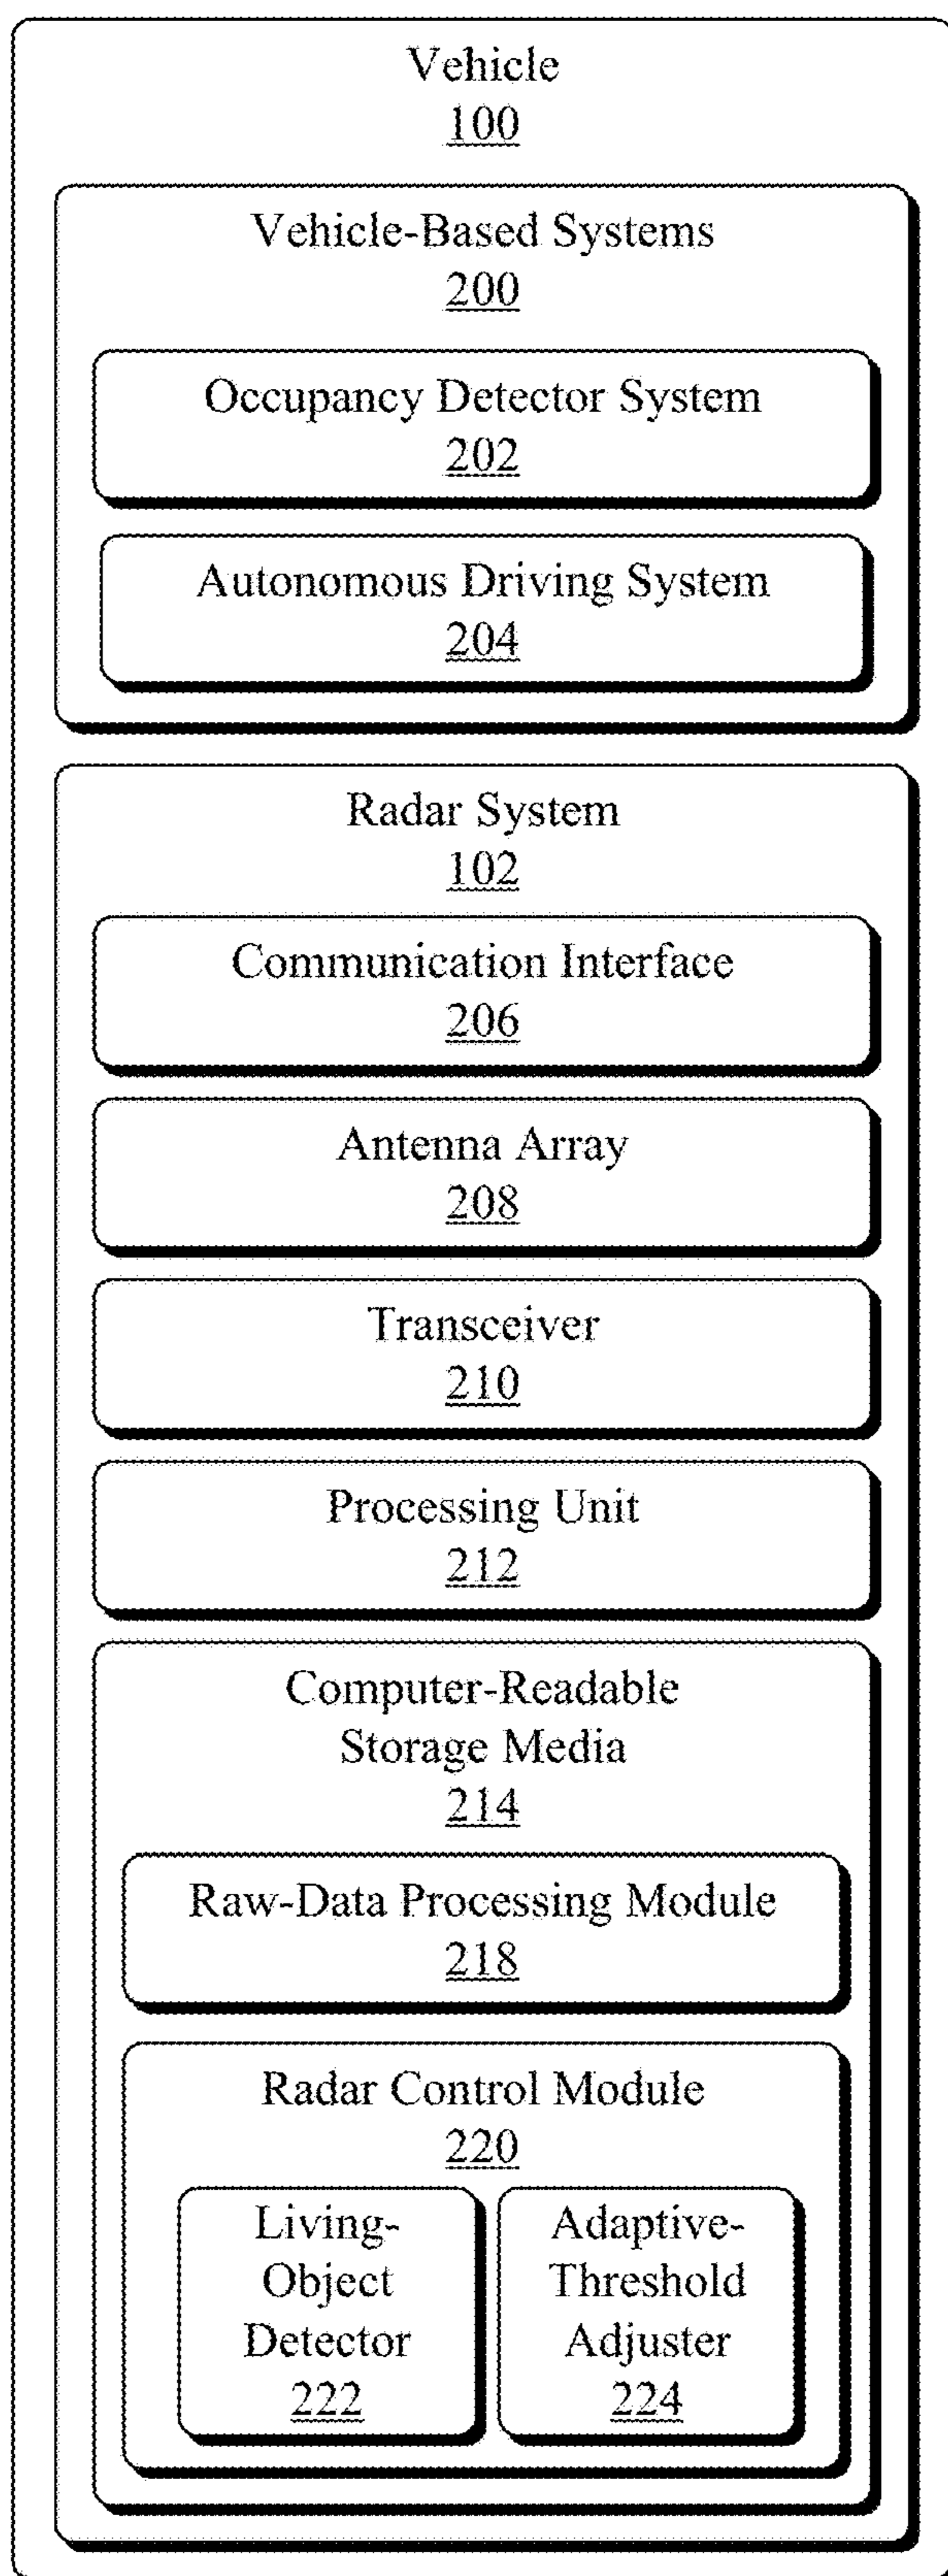 Vehicle
100
Vehicle-Based Systems
200
Occupancy Detector System
202
Autonomous Driving System
204
Radar System
102
Communication Interface
206
Antenna Array
208
Transceiver
210
Processing Unit
212
Computer-Readable
Storage Media
214
Raw-Data Processing Module
218
Radar Control Module
220
Living-
Object
Detector
222
Adaptive-
Threshold
Adjuster
224